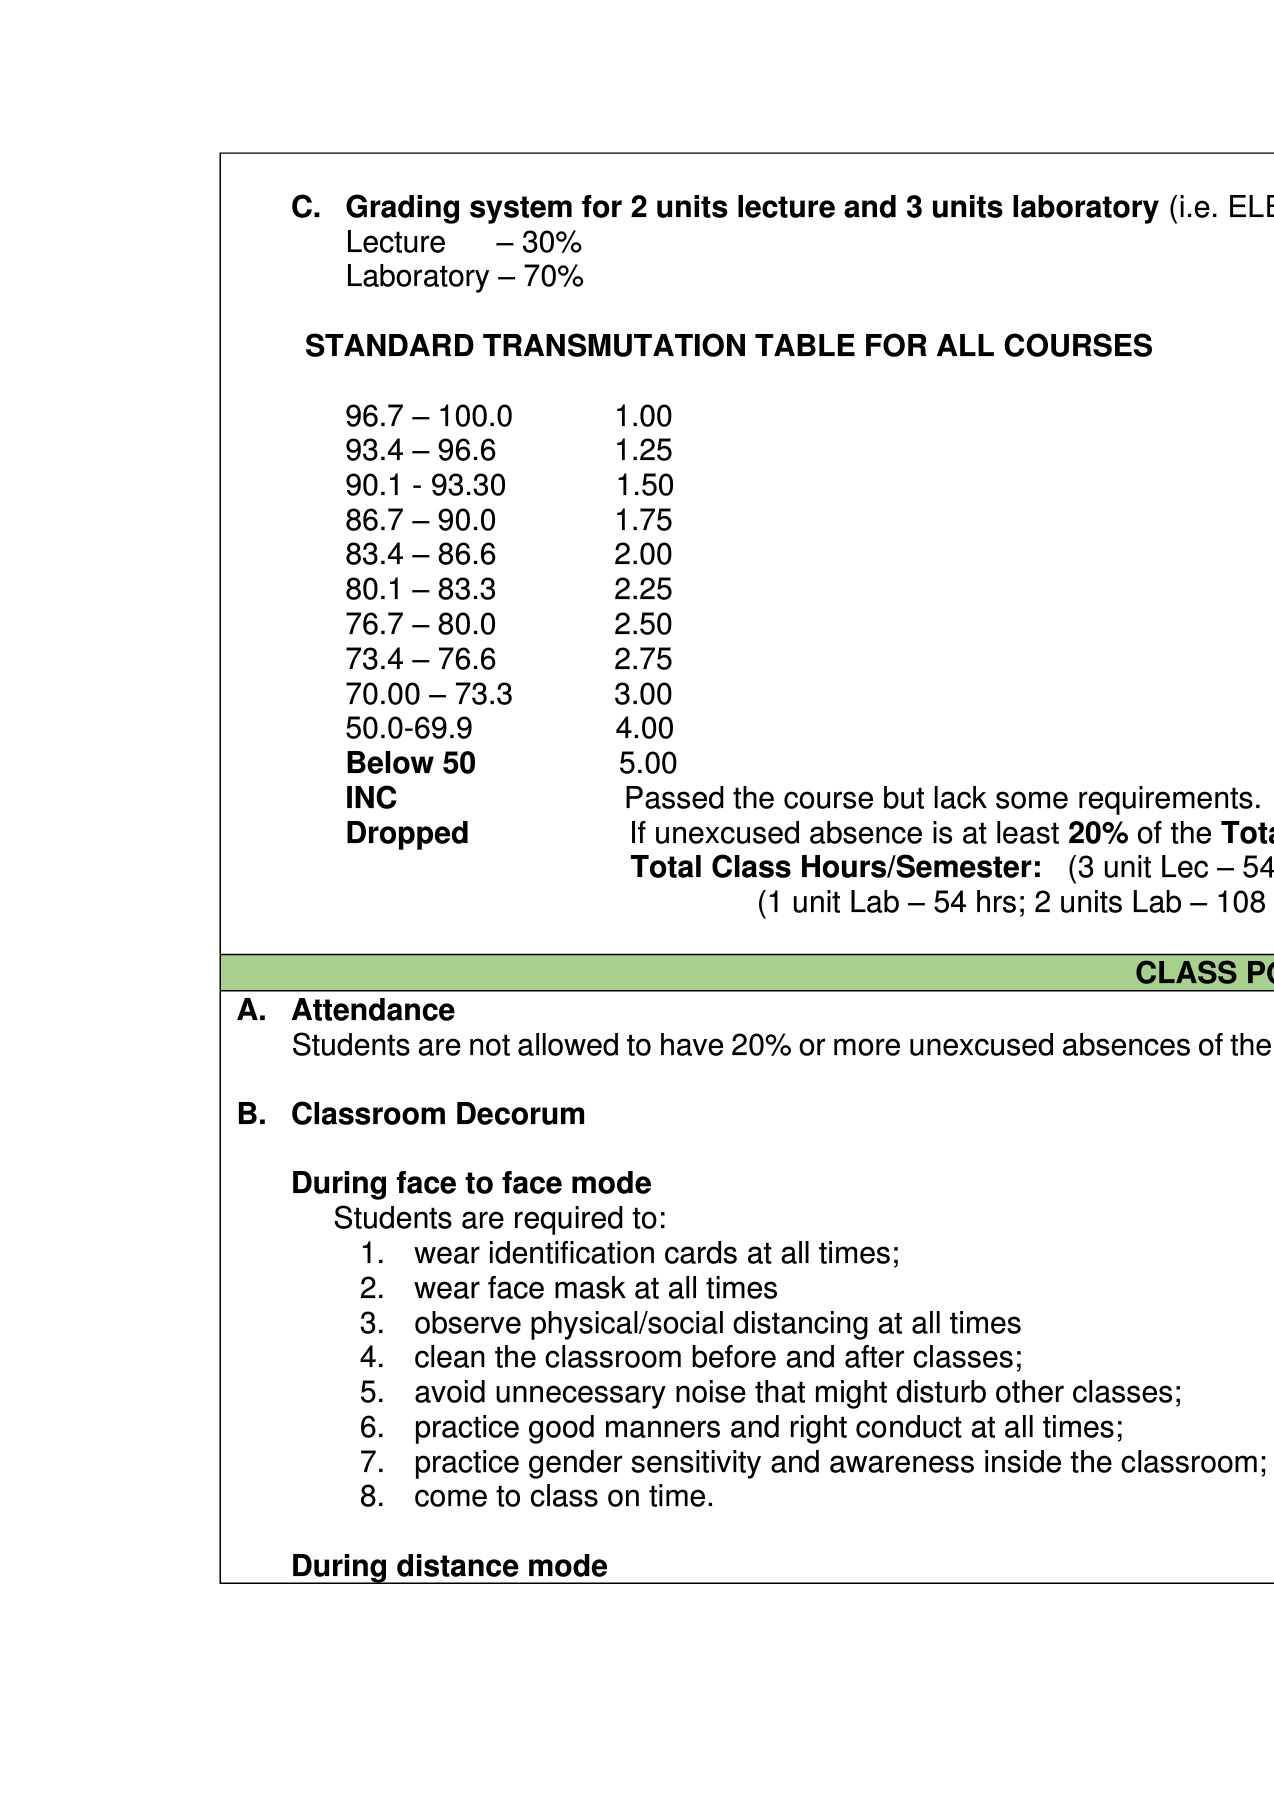 C. Grading system for 2 units lecture and 3 units laboratory (i.e.
Lecture – 30%
Laboratory – 70%
STANDARD TRANSMUTATION TABLE FOR ALL COURSES
96.7 – 100.0 1.00
93.4 – 96.6 1.25
90.1 - 93.30 1.50
86.7 – 90.0 1.75
83.4 – 86.6 2.00
80.1 – 83.3 2.25
76.7 – 80.0 2.50
73.4 – 76.6 2.75
70.00 – 73.3 3.00
50.0-69.9 4.00
Below 50 5.00
INC Passed the course but lack some requirements.
Dropped If unexcused absence is at least 20% of the
Total Class Hours/Semester: (3 unit Lec – 54
(1 unit Lab – 54 hrs; 2 units Lab – 108
CLASS
A. Attendance
Students are not allowed to have 20% or more unexcused absences of the
B. Classroom Decorum
During face to face mode
Students are required to:
1. wear identification cards at all times;
2. wear face mask at all times
3. observe physical/social distancing at all times
4. clean the classroom before and after classes;
5. avoid unnecessary noise that might disturb other classes;
6. practice good manners and right conduct at all times;
7. practice gender sensitivity and awareness inside the classroom;
8. come to class on time.
During distance mode